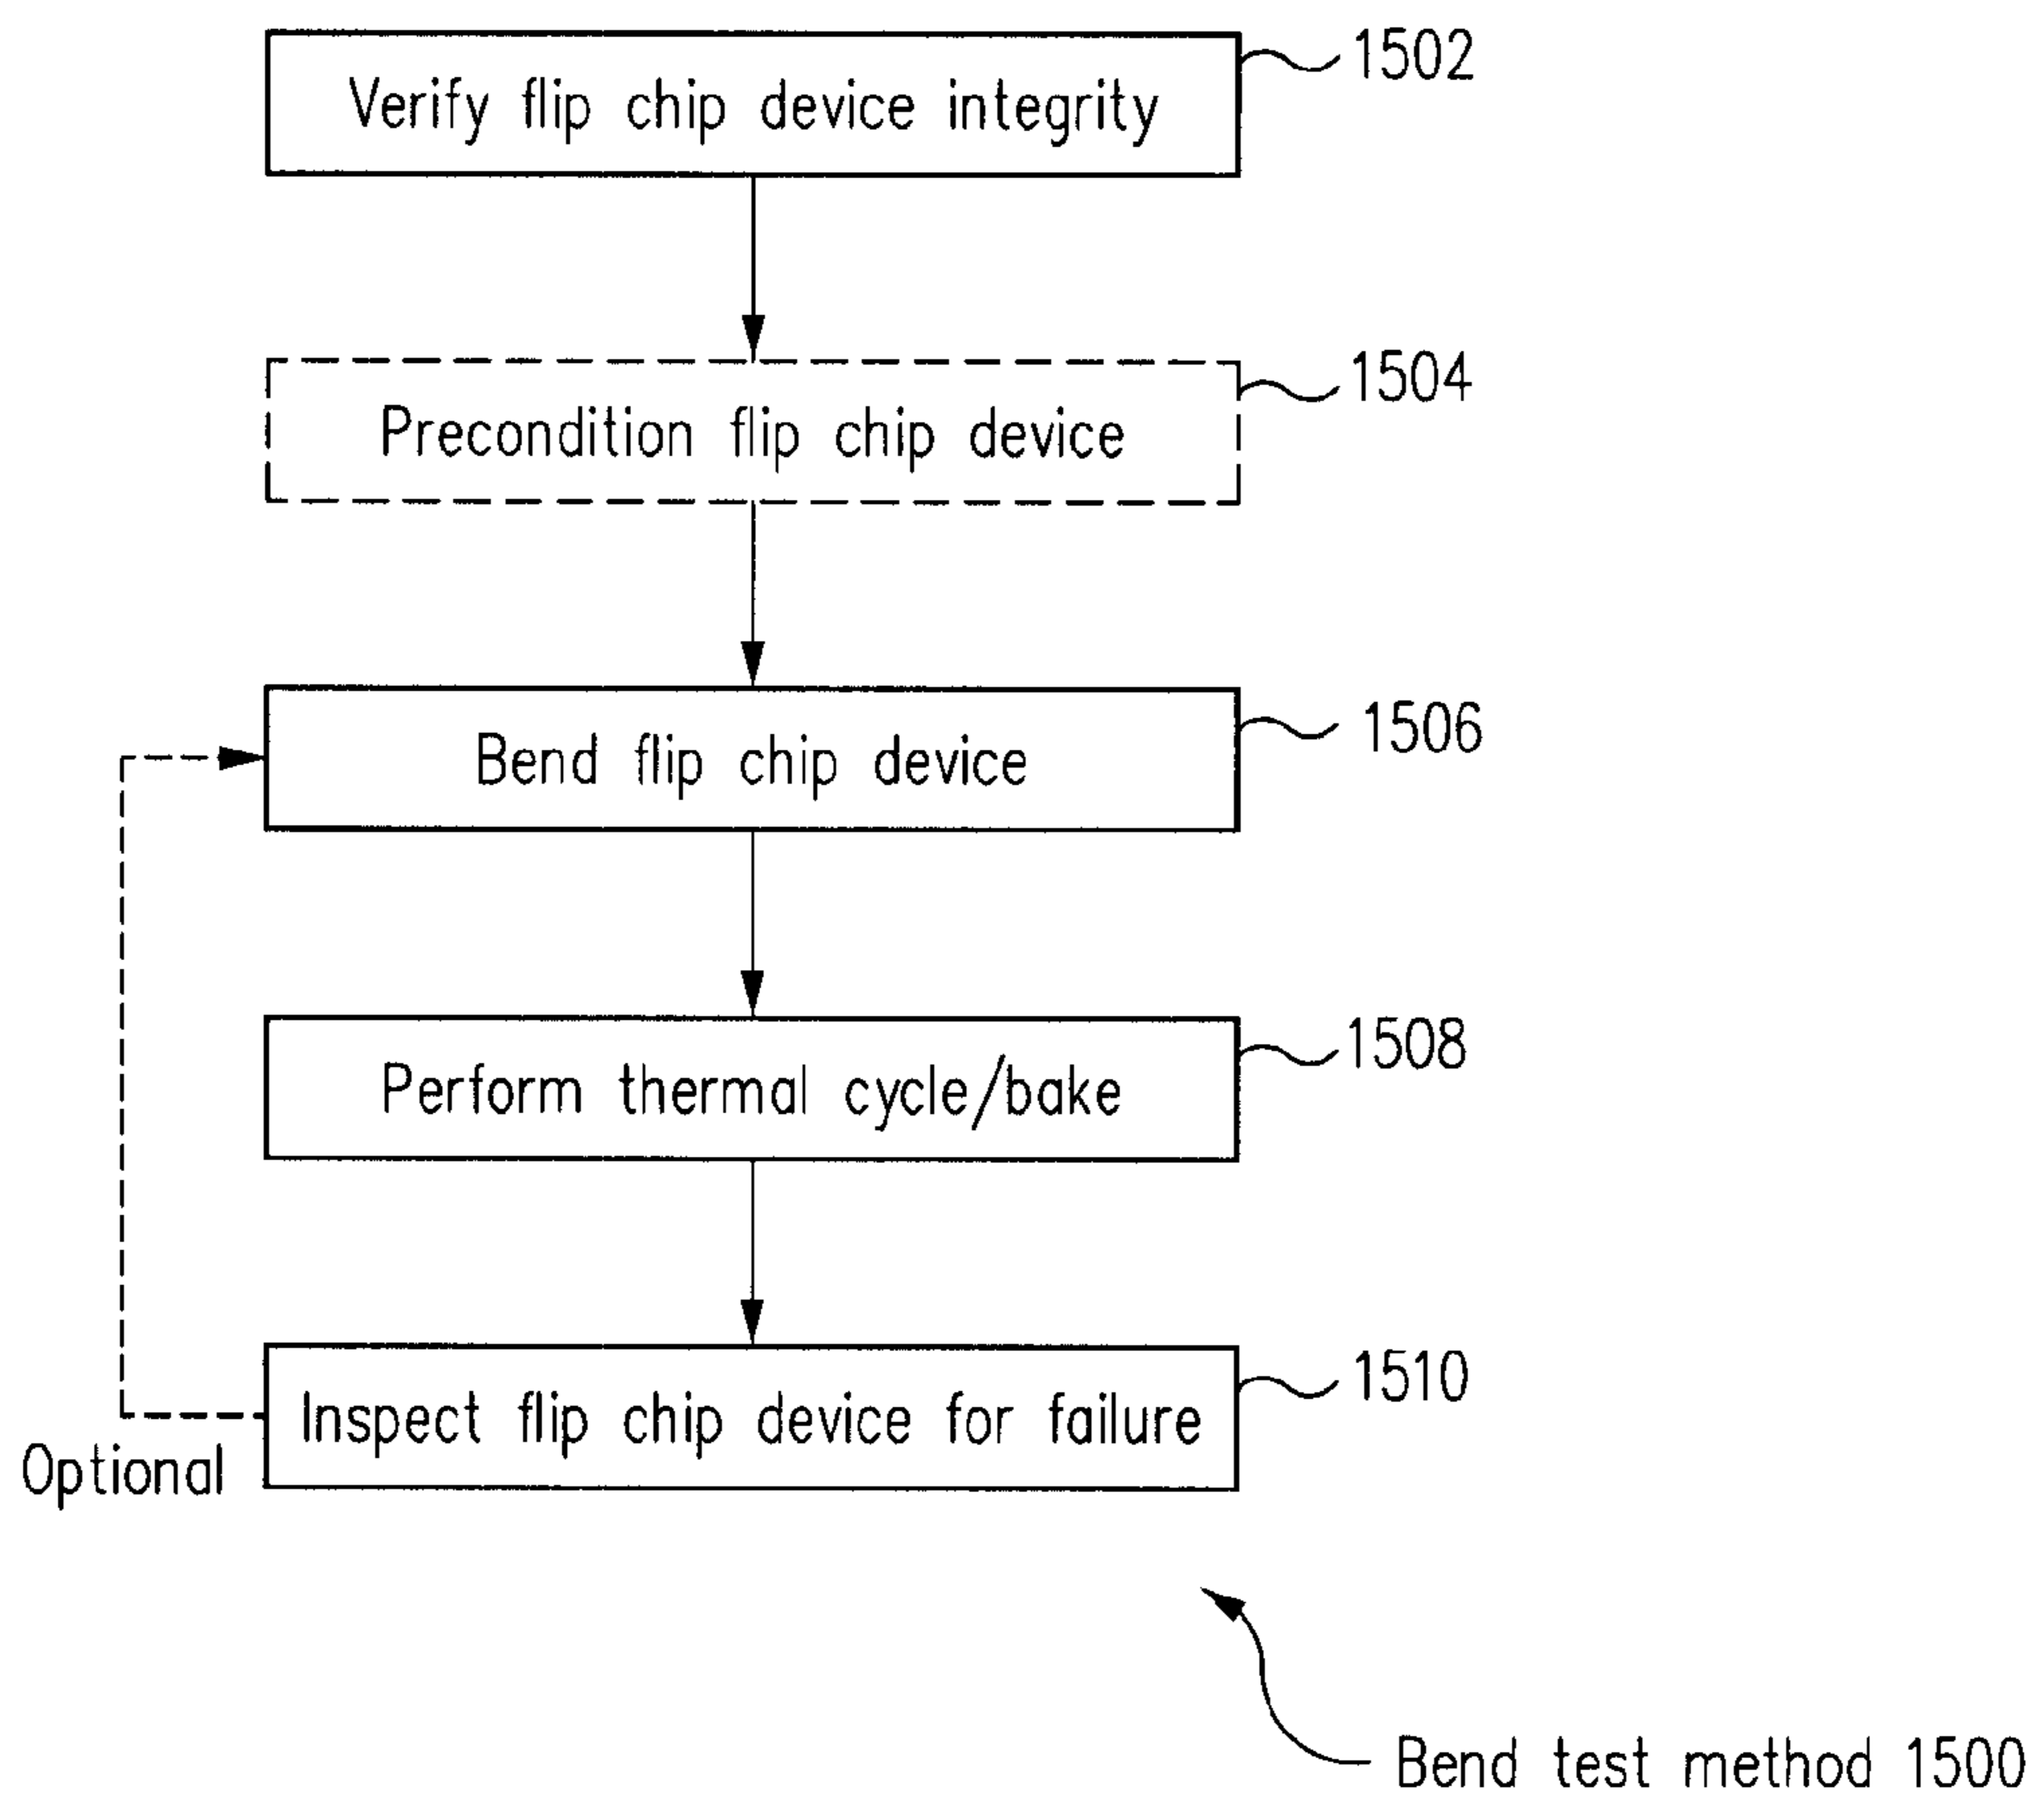 Verify flip chip device integrity
1502
Precondition flip chip device
1504
Bend flip chip device
1506
Perform thermal cycle/bake
1508
Inspect flip chip device for failure
1510
Optional
Bend test method 1500